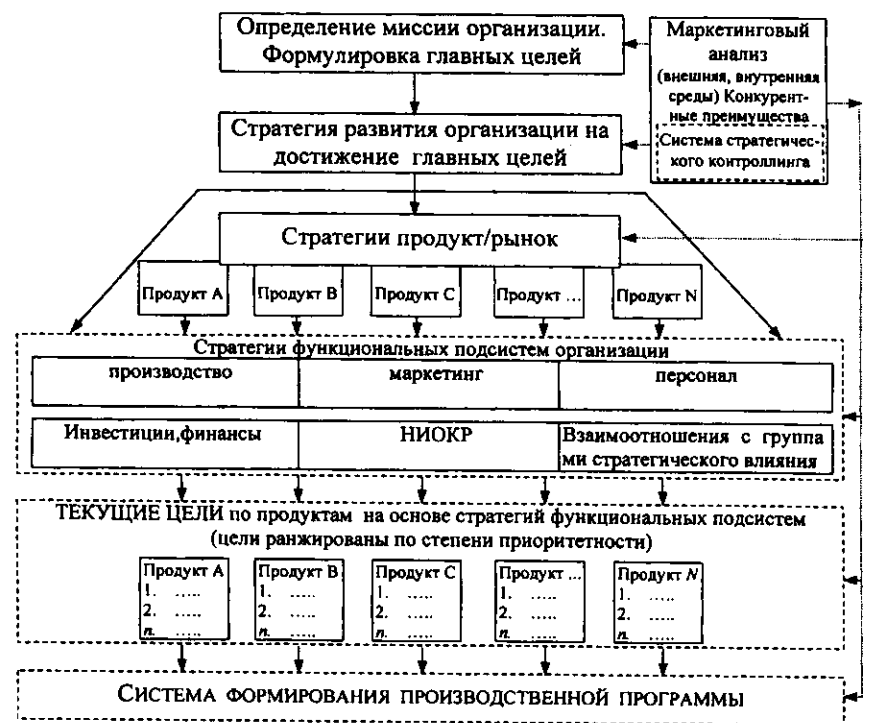 Определение миссии организации.
Формулировка главных целей
Маркетинговый
анализ
(внешняя, внутренняя
среды) Конкурент-
ные преимущества
Система стратегичес-
кого контроллинга
Стратегия развития организации на
достижение главных целей
Стратегии продукт/рынок
Продукт A
Продукт B
Продукт C
Продукт ...
Продукт N
Стратегии функциональных подсистем организации
производство
маркетинг
персонал
Инвестиции,финансы
НИОКР
Взаимоотношения с группа
ми стратегического влияния
ТЕКУЩИЕ ЦЕЛИ по продуктам на основе стратегий функциональных подсистем
(цели ранжированы по степени приоритетности)
Продукт A
1. .....
2. .....
n. .....
Продукт B
1. .....
2. .....
n. .....
Продукт C
1. .....
2. .....
n. .....
Продукт ...
1. .....
2. .....
n. .....
Продукт N
1. .....
2. .....
n. .....
СИСТЕМА ФОРМИРОВАНИЯ ПРОИЗВОДСТВЕННОЙ ПРОГРАММЫ